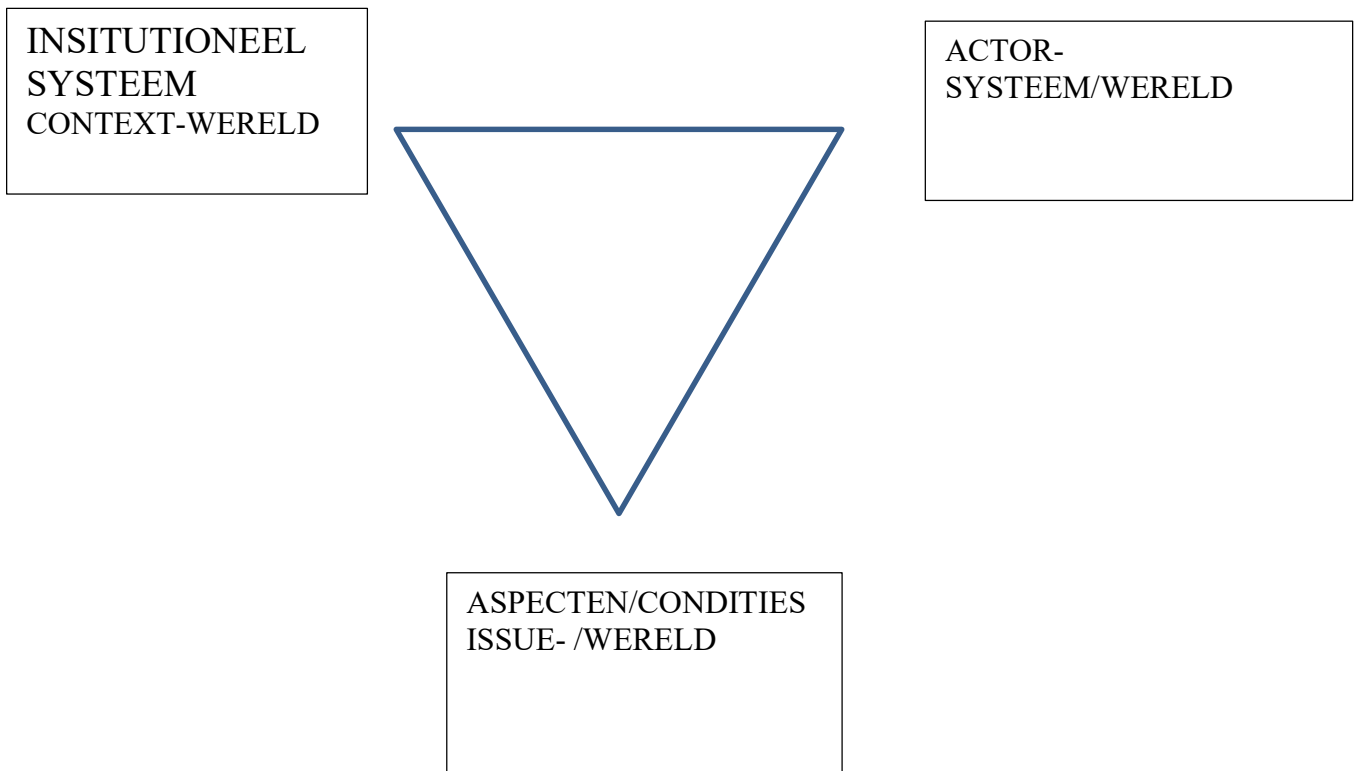 INSITUTIONEEL
SYSTEEM
CONTEXT-WERELD
ACTOR-
SYSTEEM/WERELD
ASPECTEN/CONDITIES
ISSUE- /WERELD